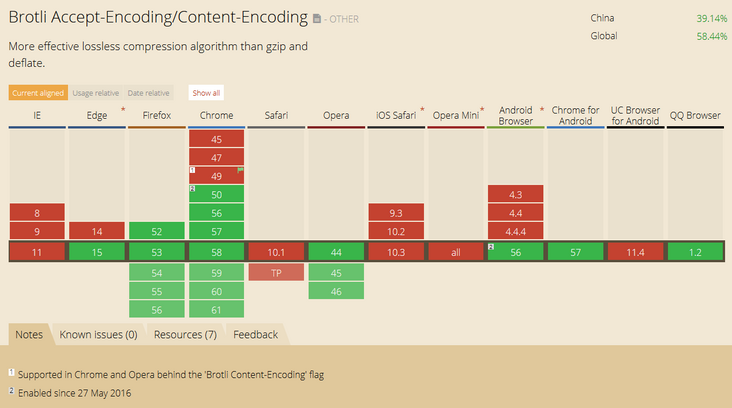 Brotli Accept-Encoding/Content-Encoding - OTHER
China 39.14%
Global 58.44%
More effective lossless compression algorithm than gzip and
deflate.
Current aligned Usage relative Date relative Show all
IE Edge * Firefox Chrome Safari Opera iOS Safari * Opera Mini * Android Browser * Chrome for Android UC Browser for Android QQ Browser
45
47
1 49
2 50 4.3
8 56 9.3 4.4
9 14 52 57 10.2 4.4.4
11 15 53 58 10.1 44 10.3 all 2 56 57 11.4 1.2
54 59 TP 45
55 60 46
56 61
Notes Known issues (0) Resources (7) Feedback
1 Supported in Chrome and Opera behind the 'Brotli Content-Encoding' flag
2 Enabled since 27 May 2016